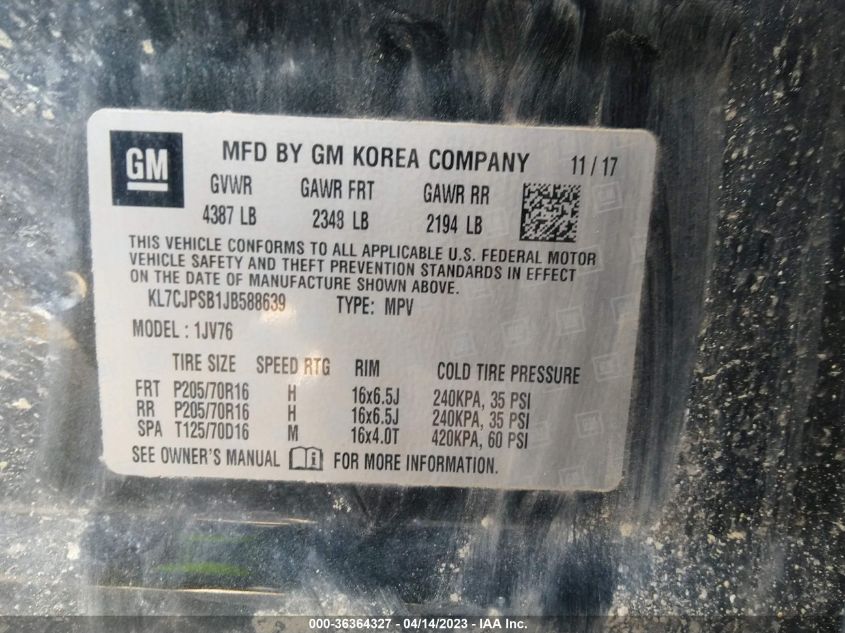 GM MFD BY GM KOREA COMPANY 11 / 17
GVWR GAWR FRT GAWR RR
4387 LB 2348 LB 2194 LB
THIS VEHICLE CONFORMS TO ALL APPLICABLE U.S. FEDERAL MOTOR
VEHICLE SAFETY AND THEFT PREVENTION STANDARDS IN EFFECT
ON THE DATE OF MANUFACTURE SHOWN ABOVE.
KL7CJPSB1JB588639 TYPE: MPV
MODEL : 1JV76
TIRE SIZE SPEED RTG RIM COLD TIRE PRESSURE
FRT P205/70R16 H 16x6.5J 240KPA, 35 PSI
RR P205/70R16 H 16x6.5J 240KPA, 35 PSI
SPA T125/70D16 M 16x4.0T 420KPA, 60 PSI
SEE OWNER'S MANUAL i FOR MORE INFORMATION.
000-36364327 - 04/14/2023 - IAA Inc.